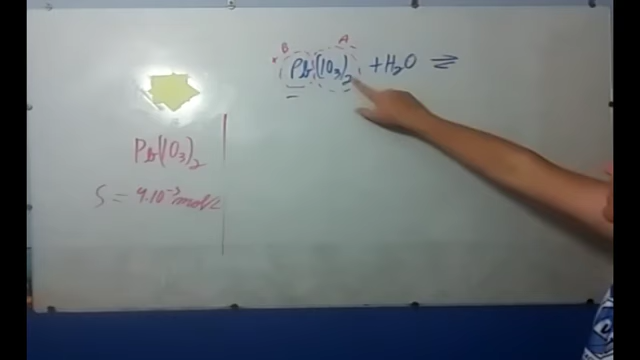 B A
Pb(IO3)2 + H2O ⇌
Pb(IO3)2
S = 4.10⁻³ mol/L